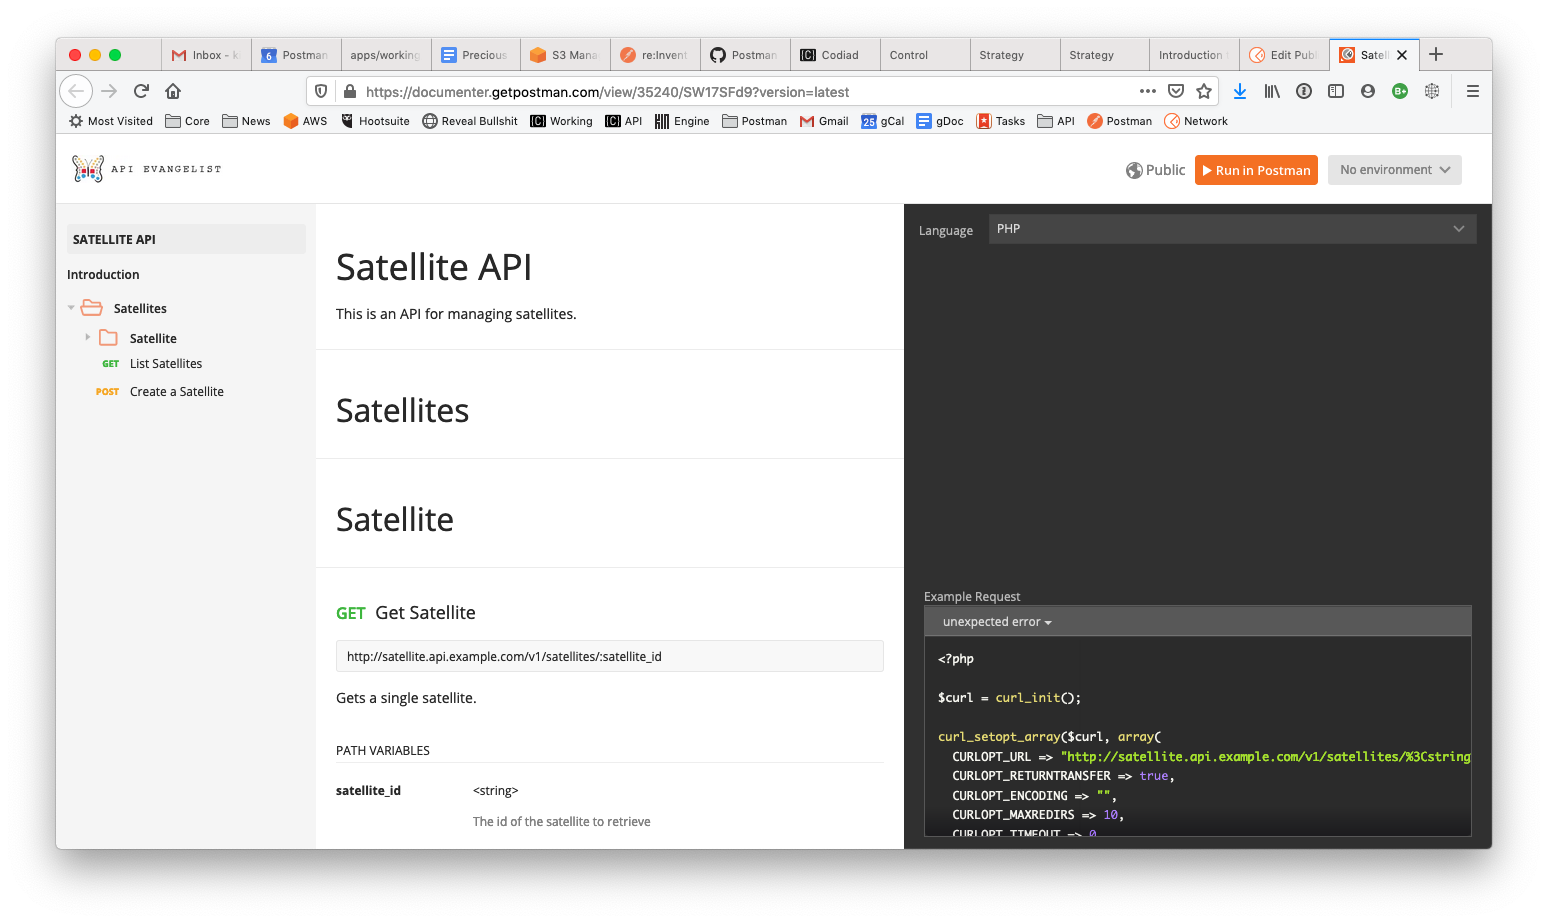 Inbox - k
6 Postman
apps/working
Precious
S3 Mana
re:Invent
Postman
[C] Codiad
Control
Strategy
Strategy
Introduction
Edit Publ
Satell
https://documenter.getpostman.com/view/35240/SW17SFd9?version=latest
Most Visited
Core
News
AWS
Hootsuite
Reveal Bullshit
[C] Working
[C] API
Engine
Postman
Gmail
25 gCal
gDoc
Tasks
API
Postman
Network
API EVANGELIST
Public
Run in Postman
No environment
SATELLITE API
Introduction
Satellites
Satellite
GET List Satellites
POST Create a Satellite
Satellite API
This is an API for managing satellites.
Satellites
Satellite
GET Get Satellite
http://satellite.api.example.com/v1/satellites/:satellite_id
Gets a single satellite.
PATH VARIABLES
satellite_id <string>
The id of the satellite to retrieve
Language PHP
Example Request
unexpected error
<?php
$curl = curl_init();
curl_setopt_array($curl, array(
CURLOPT_URL => "http://satellite.api.example.com/v1/satellites/%3Cstring
CURLOPT_RETURNTRANSFER => true,
CURLOPT_ENCODING => "",
CURLOPT_MAXREDIRS => 10,
CURLOPT_TIMEOUT => 0